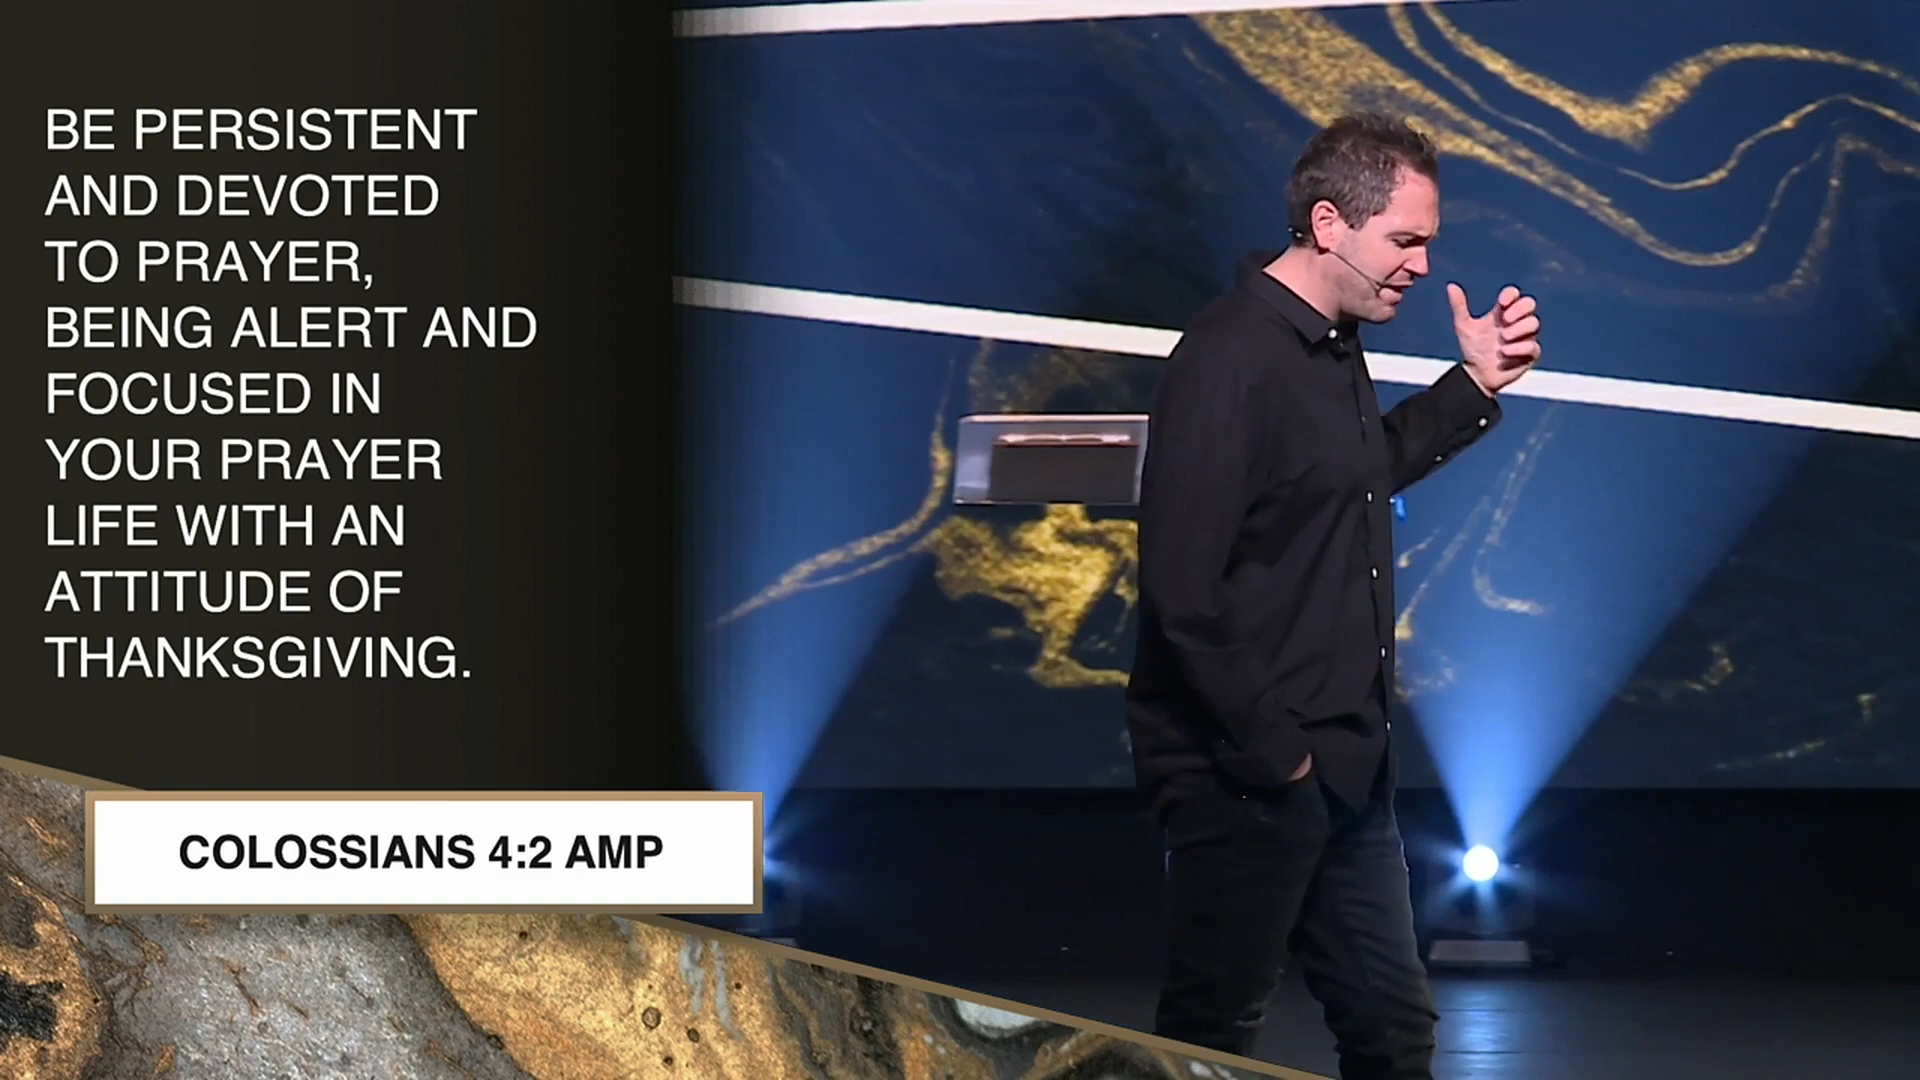 BE PERSISTENT
AND DEVOTED
TO PRAYER,
BEING ALERT AND
FOCUSED IN
YOUR PRAYER
LIFE WITH AN
ATTITUDE OF
THANKSGIVING.
COLOSSIANS 4:2 AMP